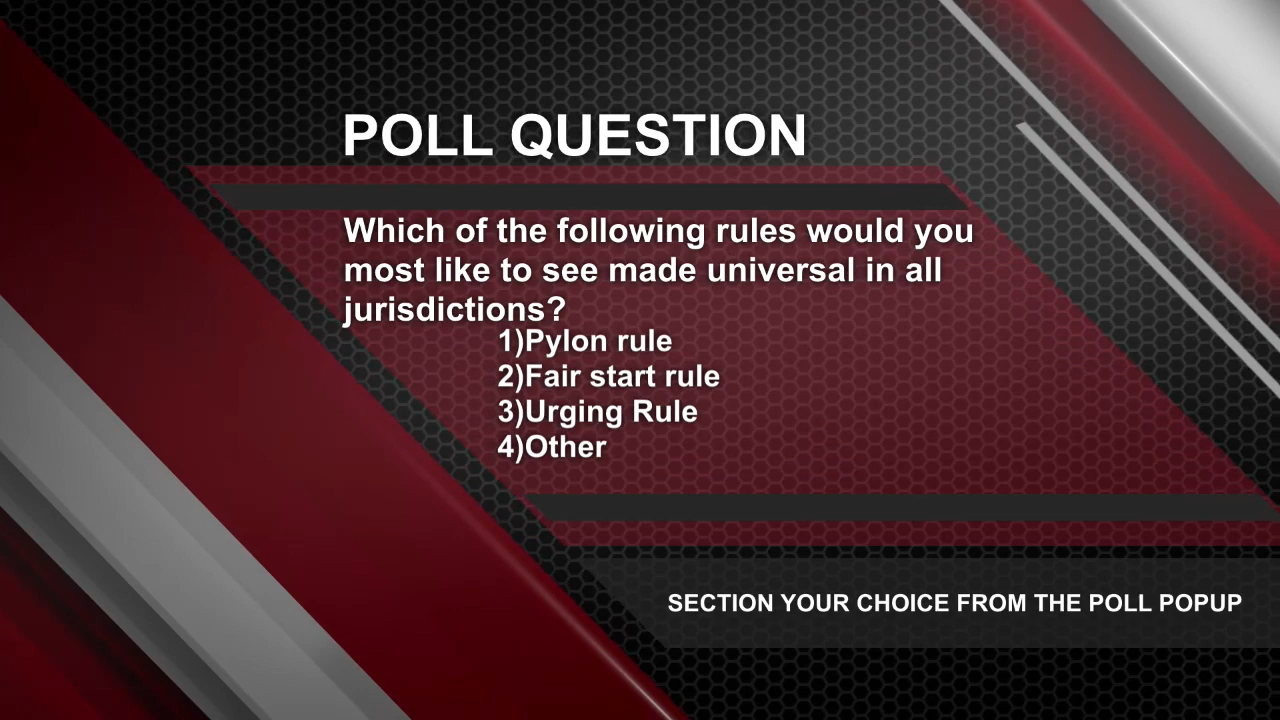 POLL QUESTION
Which of the following rules would you
most like to see made universal in all
jurisdictions?
1)Pylon rule
2)Fair start rule
3)Urging Rule
4)Other
SECTION YOUR CHOICE FROM THE POLL POPUP